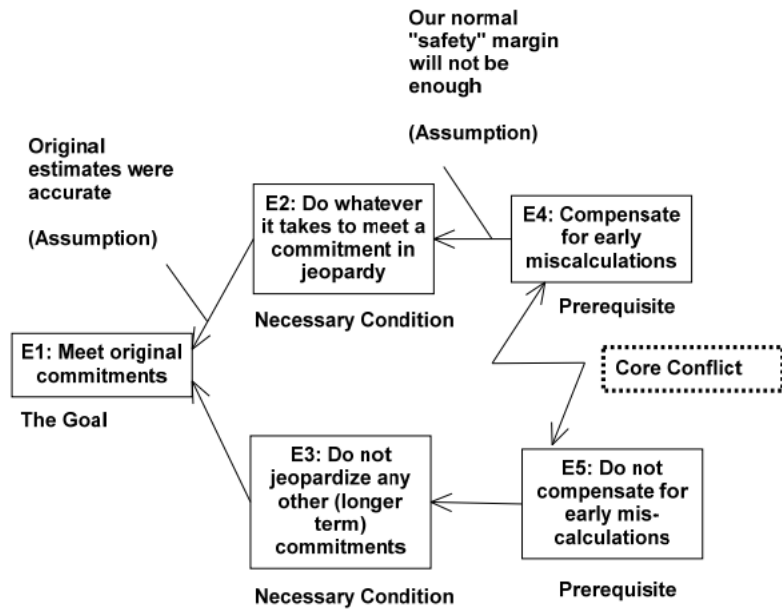 Our normal
"safety" margin
will not be
enough
(Assumption)
Original
estimates were
accurate
(Assumption)
E2: Do whatever
it takes to meet a
commitment in
jeopardy
Necessary Condition
E4: Compensate
for early
miscalculations
Prerequisite
E1: Meet original
commitments
The Goal
Core Conflict
E3: Do not
jeopardize any
other (longer
term)
commitments
Necessary Condition
E5: Do not
compensate for
early mis-
calculations
Prerequisite